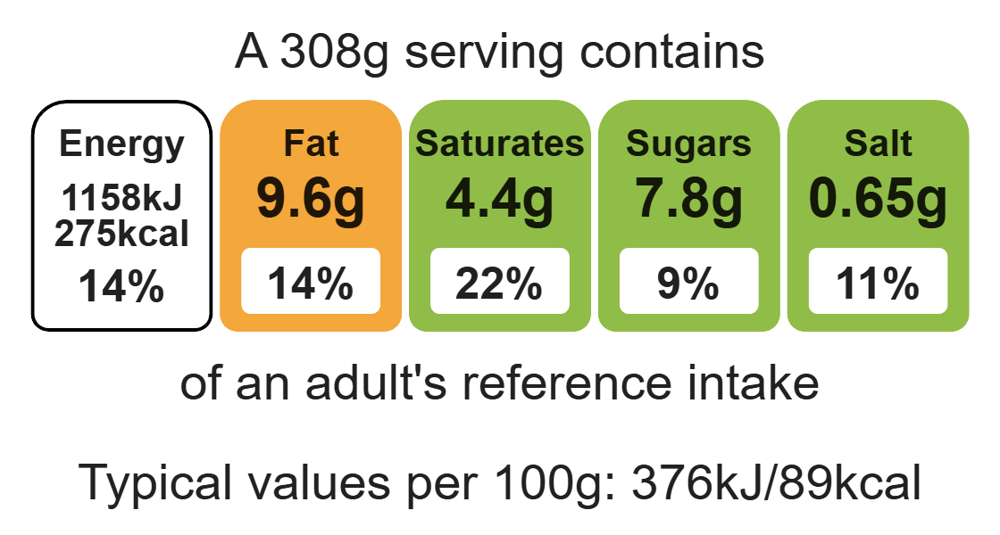 A 308g serving contains
Energy
1158kJ
275kcal
14%
Fat
9.6g
14%
Saturates
4.4g
22%
Sugars
7.8g
9%
Salt
0.65g
11%
of an adult's reference intake
Typical values per 100g: 376kJ/89kcal